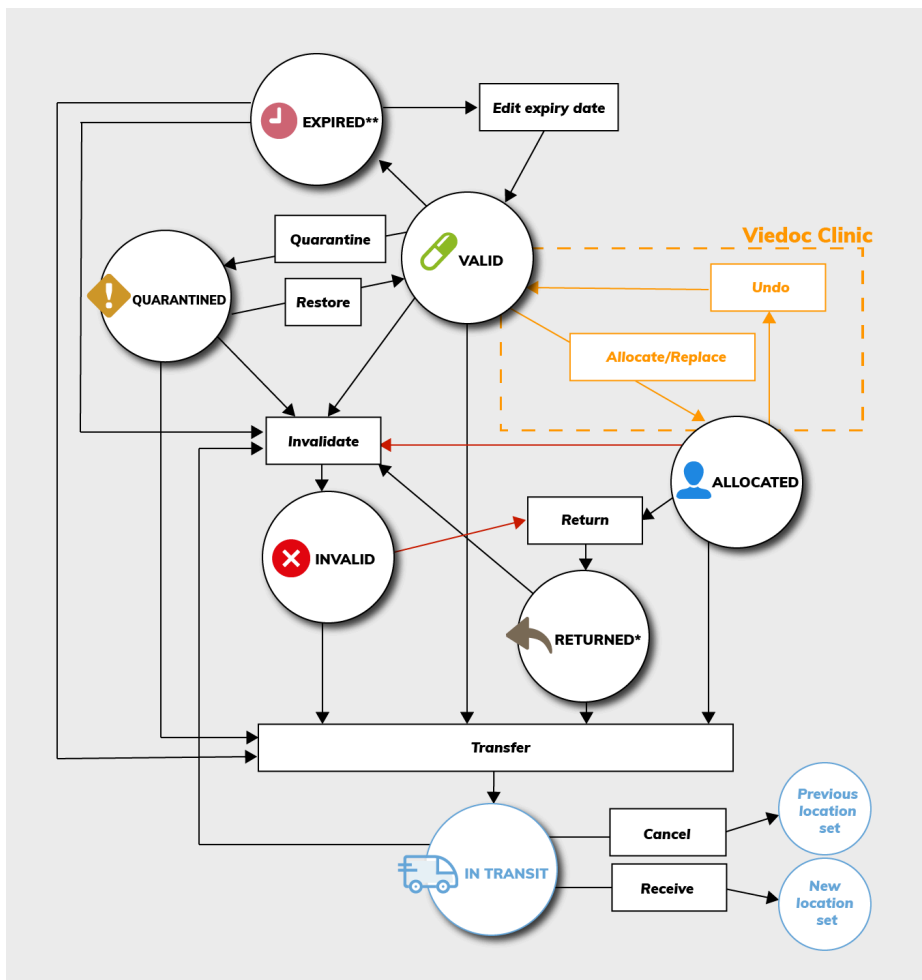 EXPIRED**
Edit expiry date
Viedoc Clinic
Quarantine
VALID
Undo
QUARANTINED
Restore
Allocate/Replace
Invalidate
ALLOCATED
Return
INVALID
RETURNED*
Transfer
Previous
location
set
Cancel
IN TRANSIT
Receive
New
location
set